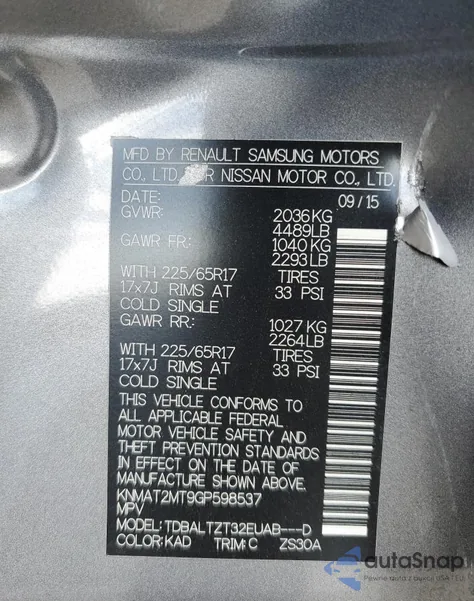 MFD BY RENAULT SAMSUNG MOTORS
CO., LTD. FOR NISSAN MOTOR CO., LTD.
DATE: 09/15
GVWR: 2036KG
4489LB
GAWR FR: 1040KG
2293LB
WITH 225/65R17 TIRES
17x7J RIMS AT 33 PSI
COLD SINGLE
GAWR RR: 1027 KG
2264LB
WITH 225/65R17 TIRES
17x7J RIMS AT 33 PSI
COLD SINGLE
THIS VEHICLE CONFORMS TO
ALL APPLICABLE FEDERAL
MOTOR VEHICLE SAFETY AND
THEFT PREVENTION STANDARDS
IN EFFECT ON THE DATE OF
MANUFACTURE SHOWN ABOVE.
KNMAT2MT9GP598537
MPV
MODEL: TDBALTZT32EUAB---D
COLOR: KAD TRIM: C ZS30A
autoSnap